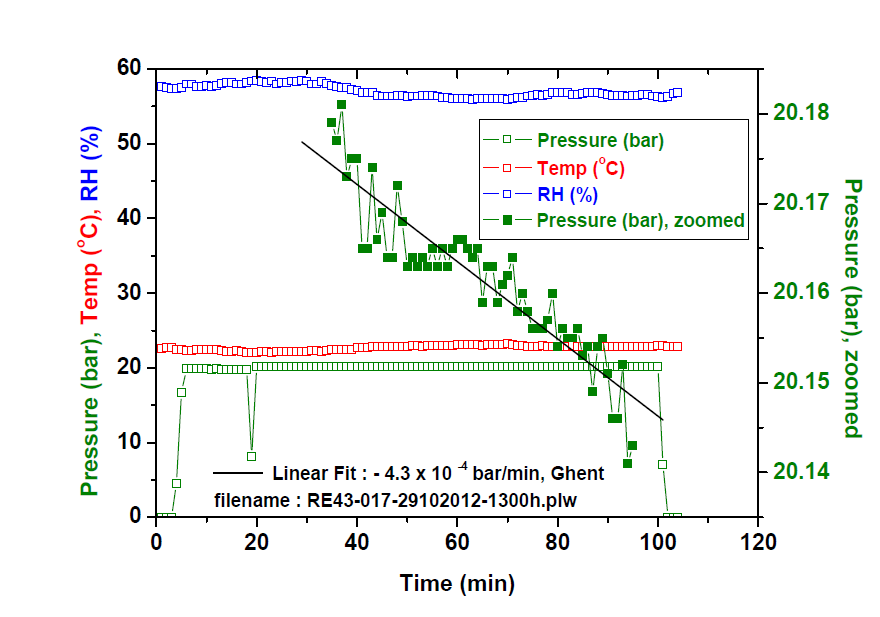 60
50
40
30
20
10
0
0
20
40
60
80
100
120
20.18
20.17
20.16
20.15
20.14
Pressure (bar), Temp (°C), RH (%)
Pressure (bar), zoomed
Time (min)
Pressure (bar)
Temp (°C)
RH (%)
Pressure (bar), zoomed
Linear Fit : - 4.3 x 10 ⁻⁴ bar/min, Ghent
filename : RE43-017-29102012-1300h.plw